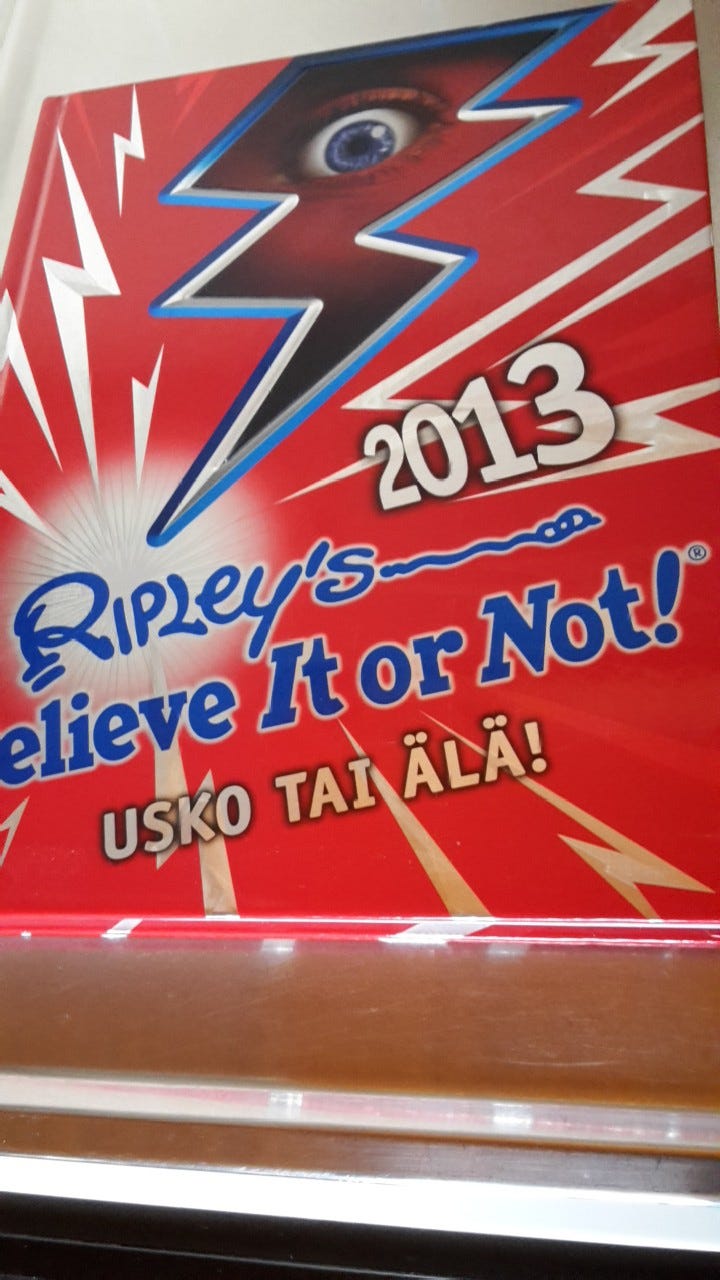 2013
RIPLEY'S
elieve It or Not!®
USKO TAI ÄLÄ!